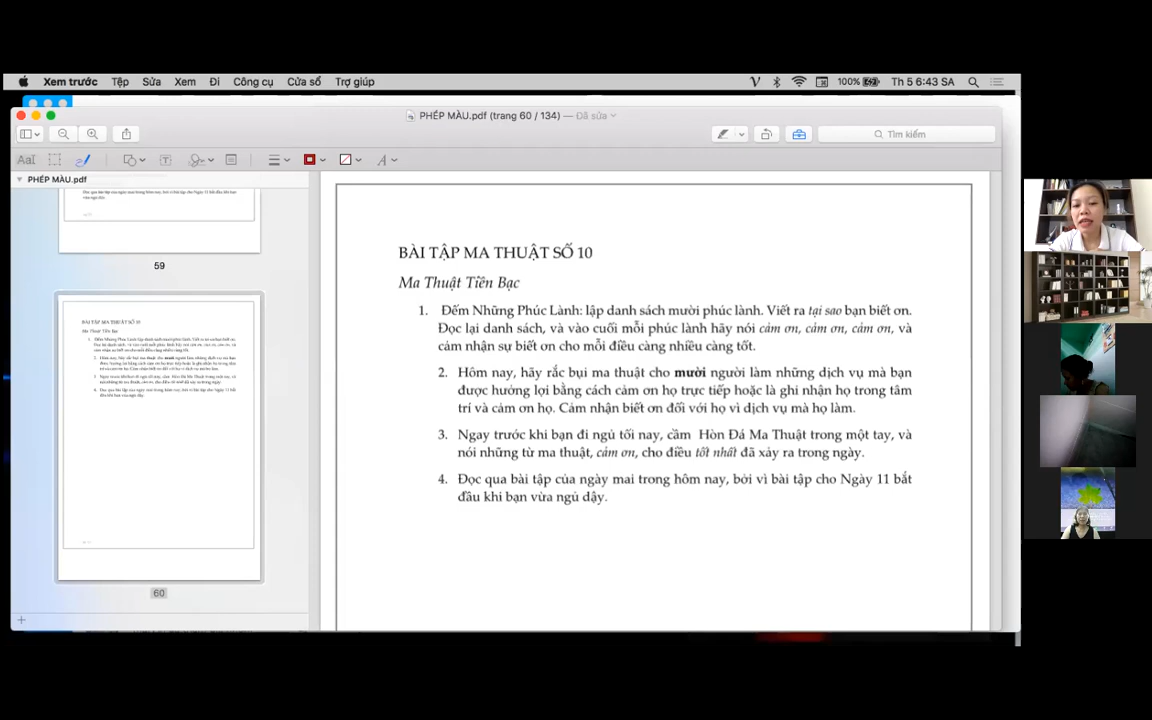 Xem trước Tệp Sửa Xem Đi Công cụ Cửa sổ Trợ giúp 100% Th 5 6:43 SA
PHÉP MÀU.pdf (trang 60 / 134) — Đã sửa
Tìm kiếm
PHÉP MÀU.pdf
59
60
BÀI TẬP MA THUẬT SỐ 10
Ma Thuật Tiền Bạc
1. Đếm Những Phúc Lành: lập danh sách mười phúc lành. Viết ra tại sao bạn biết ơn.
Đọc lại danh sách, và vào cuối mỗi phúc lành hãy nói cảm ơn, cảm ơn, cảm ơn, và
cảm nhận sự biết ơn cho mỗi điều càng nhiều càng tốt.
2. Hôm nay, hãy rắc bụi ma thuật cho mười người làm những dịch vụ mà bạn
được hưởng lợi bằng cách cảm ơn họ trực tiếp hoặc là ghi nhận họ trong tâm
trí và cảm ơn họ. Cảm nhận biết ơn đối với họ vì dịch vụ mà họ làm.
3. Ngay trước khi bạn đi ngủ tối nay, cầm Hòn Đá Ma Thuật trong một tay, và
nói những từ ma thuật, cảm ơn, cho điều tốt nhất đã xảy ra trong ngày.
4. Đọc qua bài tập của ngày mai trong hôm nay, bởi vì bài tập cho Ngày 11 bắt
đầu khi bạn vừa ngủ dậy.